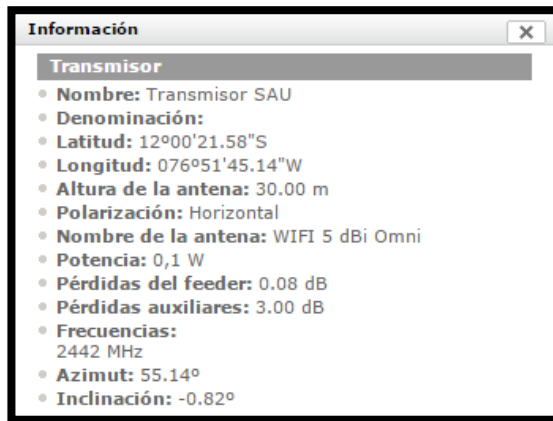 Información
Transmisor
Nombre: Transmisor SAU
Denominación:
Latitud: 12º00'21.58"S
Longitud: 076º51'45.14"W
Altura de la antena: 30.00 m
Polarización: Horizontal
Nombre de la antena: WIFI 5 dBi Omni
Potencia: 0,1 W
Pérdidas del feeder: 0.08 dB
Pérdidas auxiliares: 3.00 dB
Frecuencias:
2442 MHz
Azimut: 55.14º
Inclinación: -0.82º